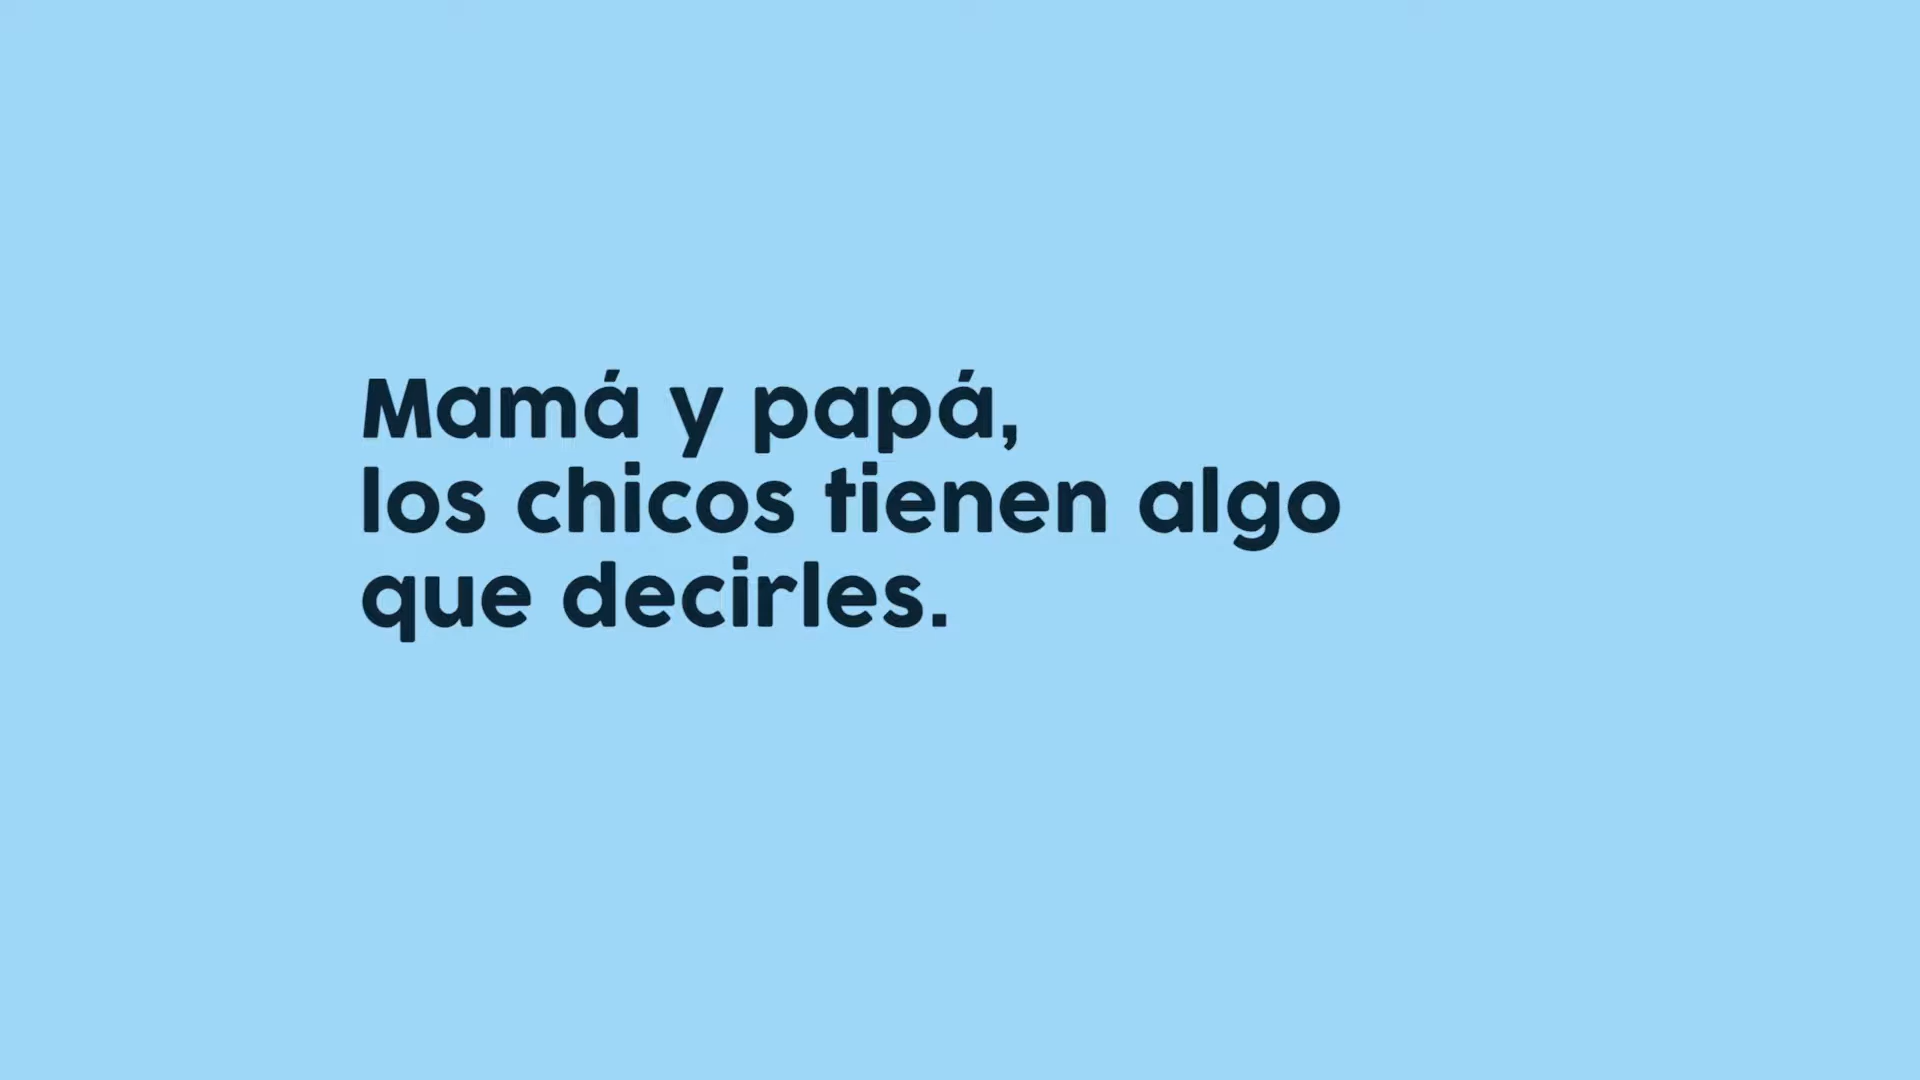 Mamá y papá,
los chicos tienen algo
que decirles.